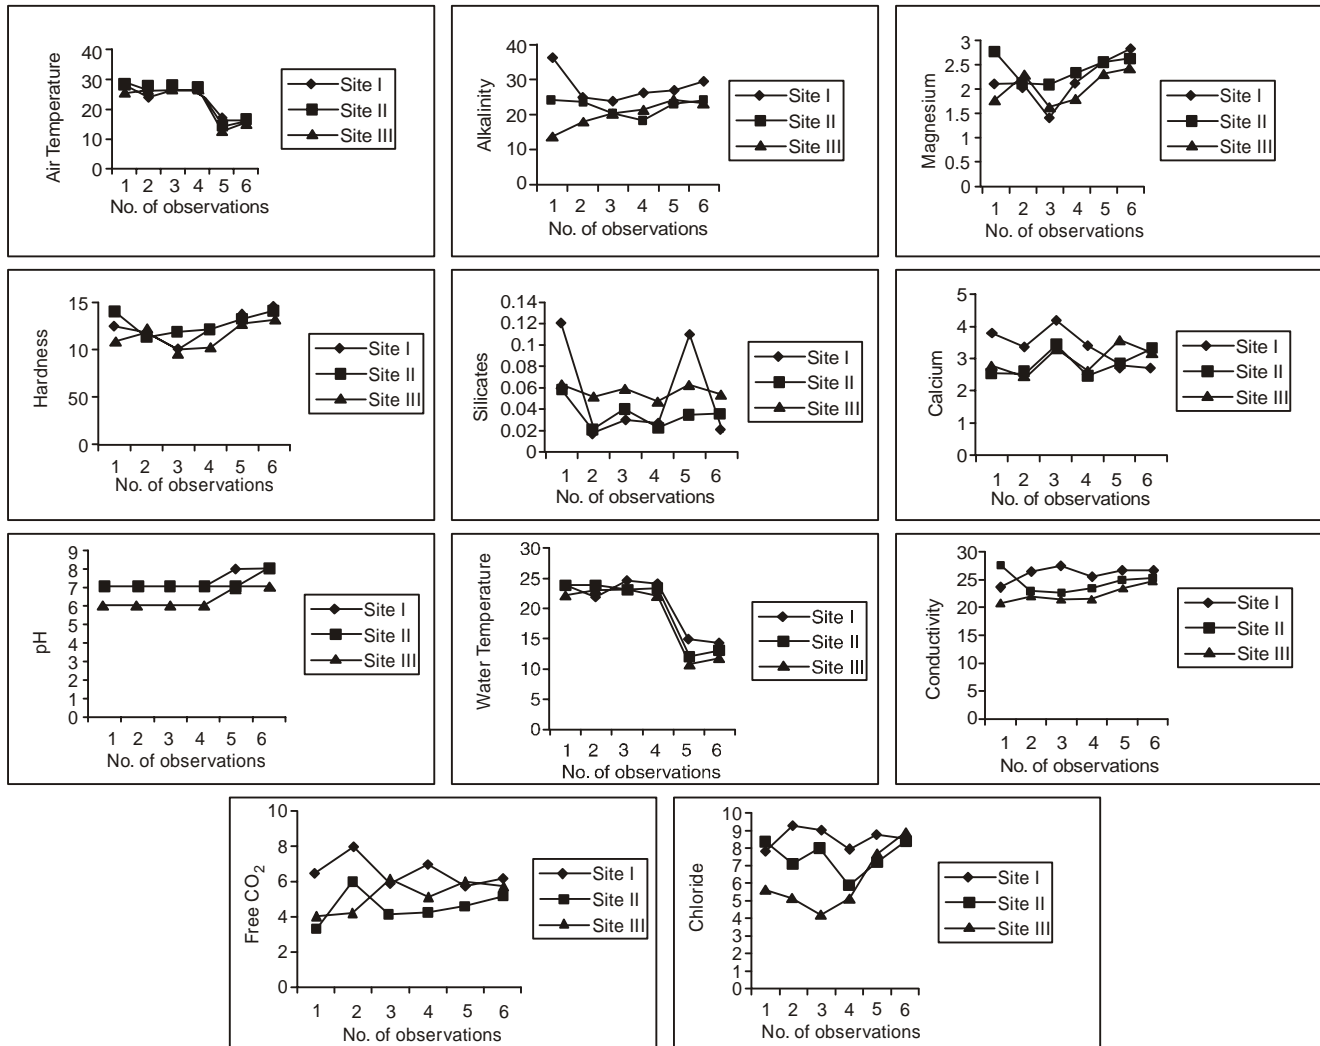 Air Temperature
40
30
20
10
0
1 2 3 4 5 6
No. of observations
Site I
Site II
Site III
Alkalinity
40
30
20
10
0
1 2 3 4 5 6
No. of observations
Site I
Site II
Site III
Magnesium
3
2.5
2
1.5
1
2.5
0
1 2 3 4 5 6
No. of observations
Site I
Site II
Site III
Hardness
15
10
50
0
1 2 3 4 5 6
No. of observations
Site I
Site II
Site III
Silicates
0.14
0.12
0.1
0.08
0.06
0.04
0.02
0
1 2 3 4 5 6
No. of observations
Site I
Site II
Site III
Calcium
5
4
3
2
1
0
1 2 3 4 5 6
No. of observations
Site I
Site II
Site III
pH
9
8
7
6
5
4
3
2
1
0
1 2 3 4 5 6
No. of observations
Site I
Site II
Site III
Water Temperature
30
25
20
15
10
5
0
1 2 3 4 5 6
No. of observations
Site I
Site II
Site III
Conductivity
30
25
20
15
10
5
0
1 2 3 4 5 6
No. of observations
Site I
Site II
Site III
Free CO₂
10
8
6
4
2
0
1 2 3 4 5 6
No. of observations
Site I
Site II
Site III
Chloride
10
9
8
7
6
5
4
3
2
1
0
1 2 3 4 5 6
No. of observations
Site I
Site II
Site III